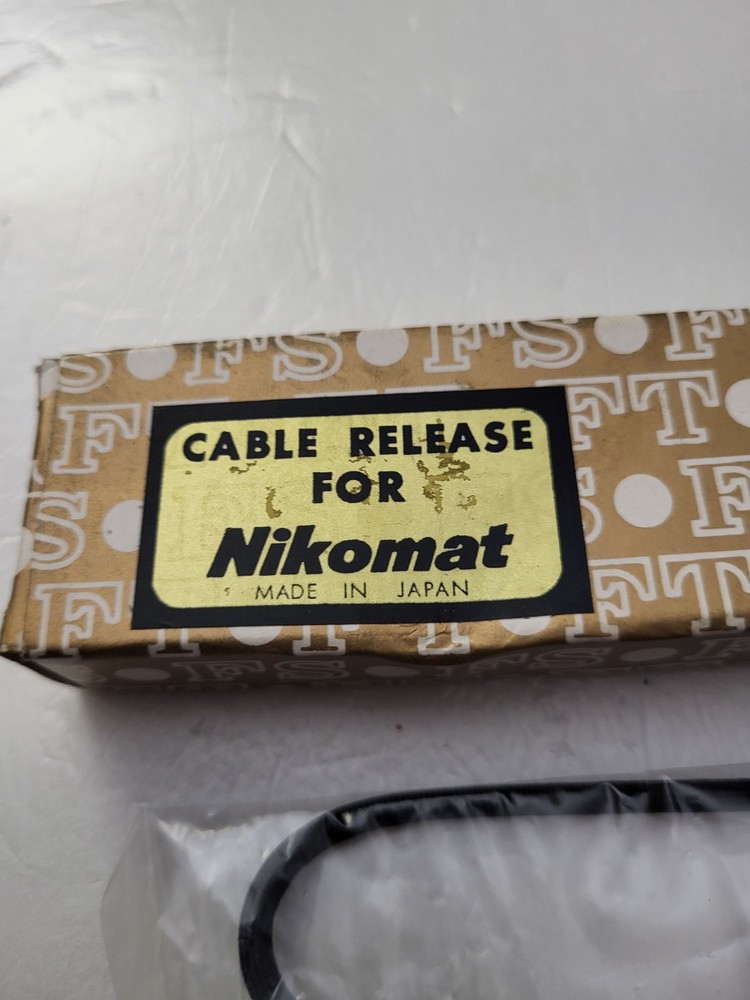 S F S F S F
F F T
CABLE RELEASE
FOR
Nikomat
MADE IN JAPAN
S F
F F T
F S